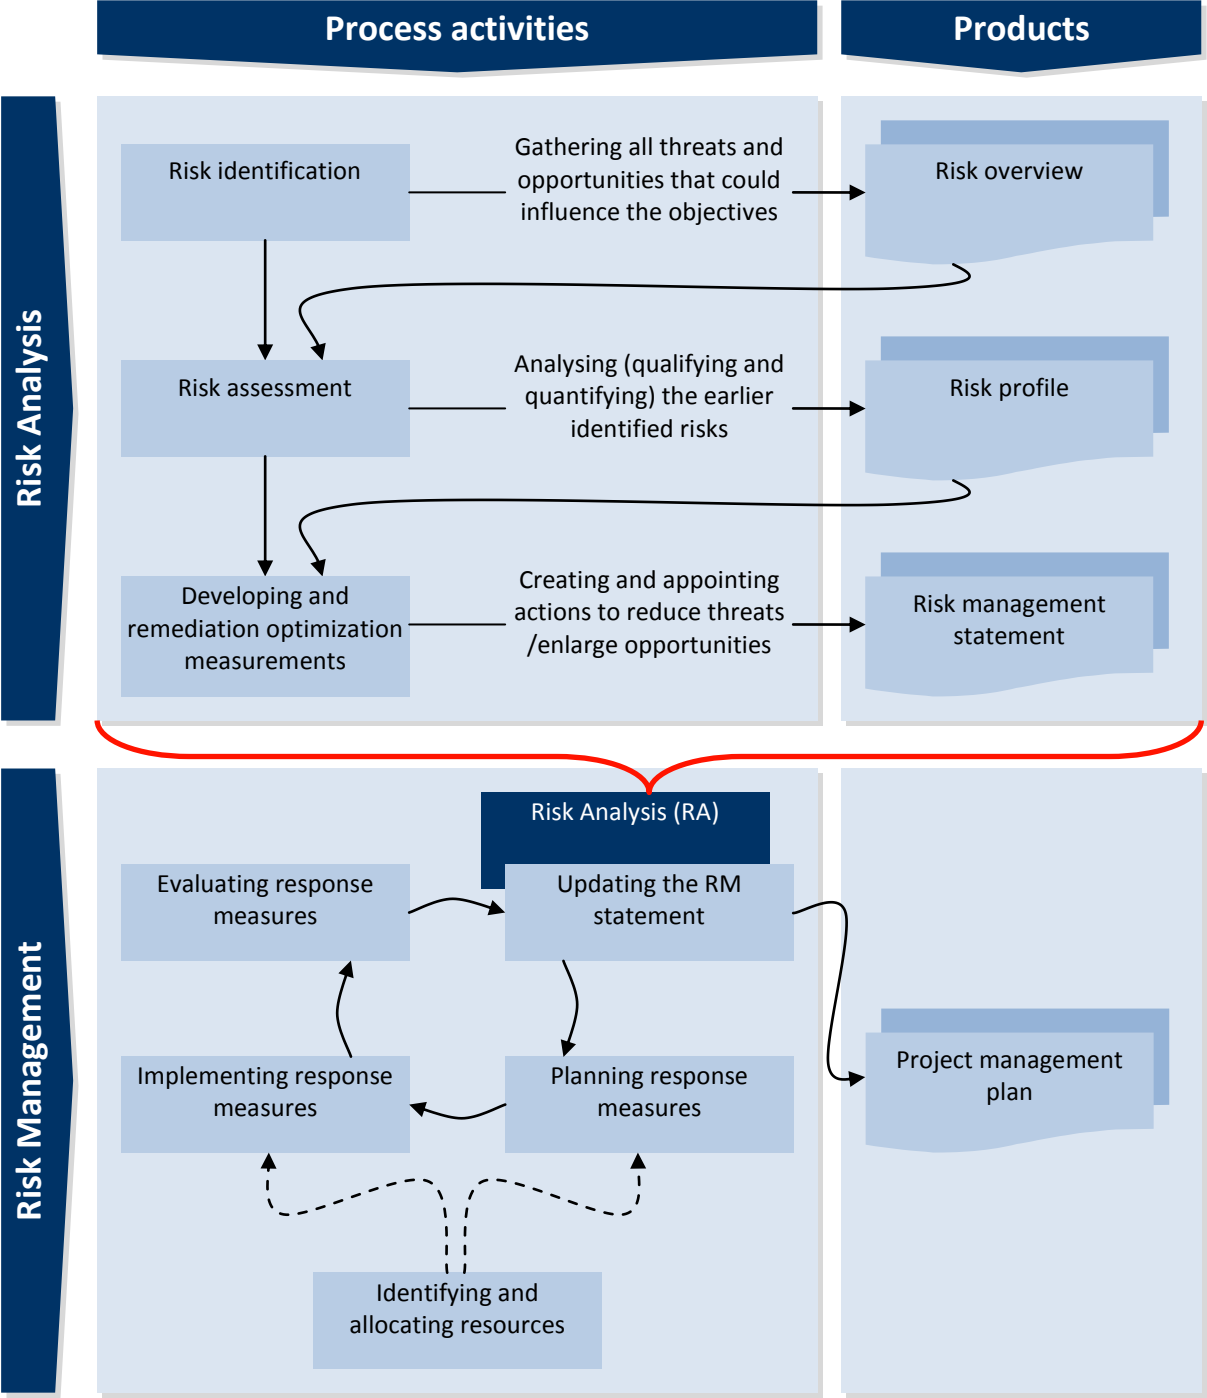 Process activities
Products
Risk Analysis
Risk identification
Gathering all threats and
opportunities that could
influence the objectives
Risk overview
Risk assessment
Analysing (qualifying and
quantifying) the earlier
identified risks
Risk profile
Developing and
remediation optimization
measurements
Creating and appointing
actions to reduce threats
/enlarge opportunities
Risk management
statement
Risk Management
Risk Analysis (RA)
Evaluating response
measures
Updating the RM
statement
Implementing response
measures
Planning response
measures
Project management
plan
Identifying and
allocating resources